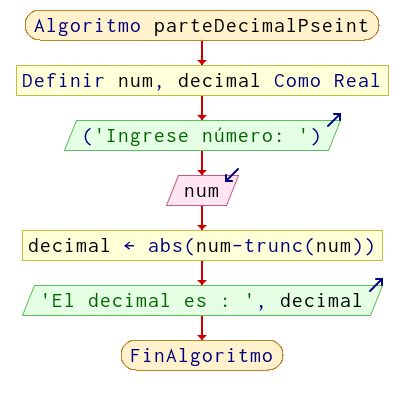 Algoritmo parteDecimalPseint
Definir num, decimal Como Real
('Ingrese número: ')
num
decimal ← abs(num-trunc(num))
'El decimal es : ', decimal
FinAlgoritmo